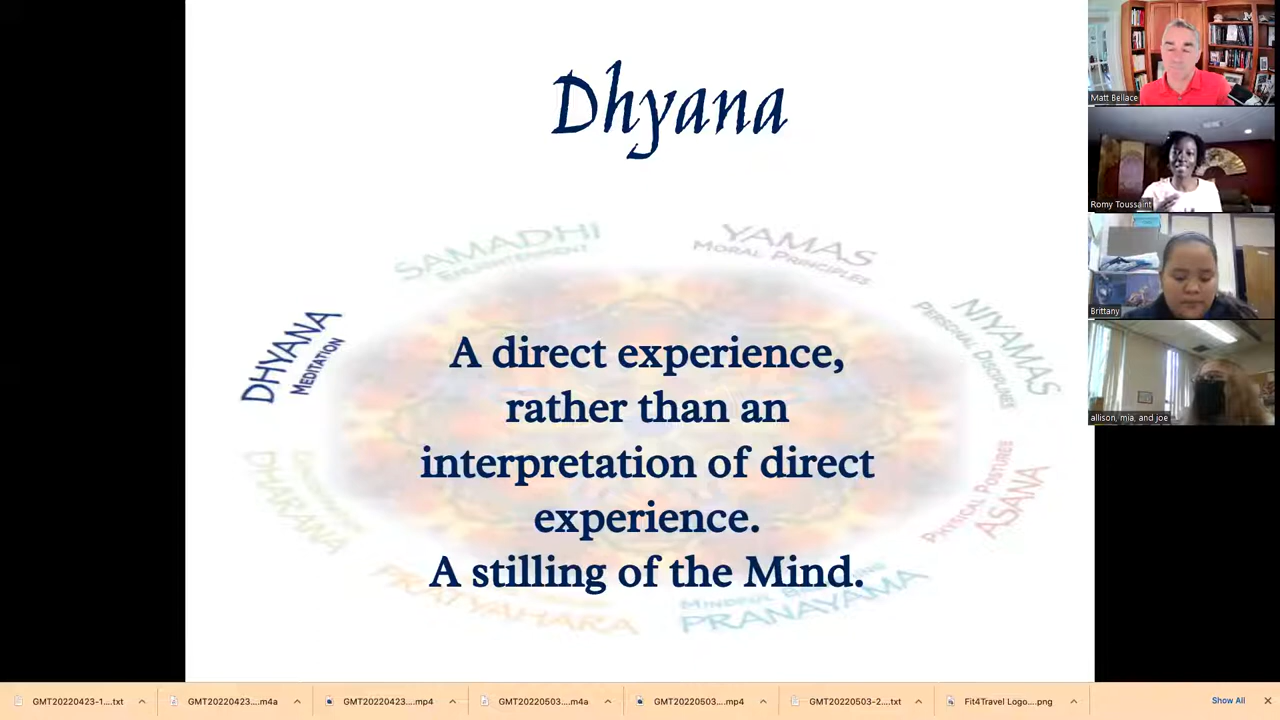 Dhyana
SAMADHI
ENLIGHTENMENT
YAMAS
MORAL PRINCIPLES
DHYANA
MEDITATION
NIYAMAS
PERSONAL DISCIPLINES
A direct experience,
rather than an
interpretation of direct
experience.
A stilling of the Mind.
DHARANA
PHYSICAL POSTURES
ASANA
PRATYAHARA
MINDFUL
PRANAYAMA
Matt Bellace
Romy Toussaint
Brittany
allison, mia, and joe
GMT20220423-1....txt
GMT20220423....m4a
GMT20220423....mp4
GMT20220503....m4a
GMT20220503....mp4
GMT20220503-2....txt
Fit4Travel Logo....png
Show All